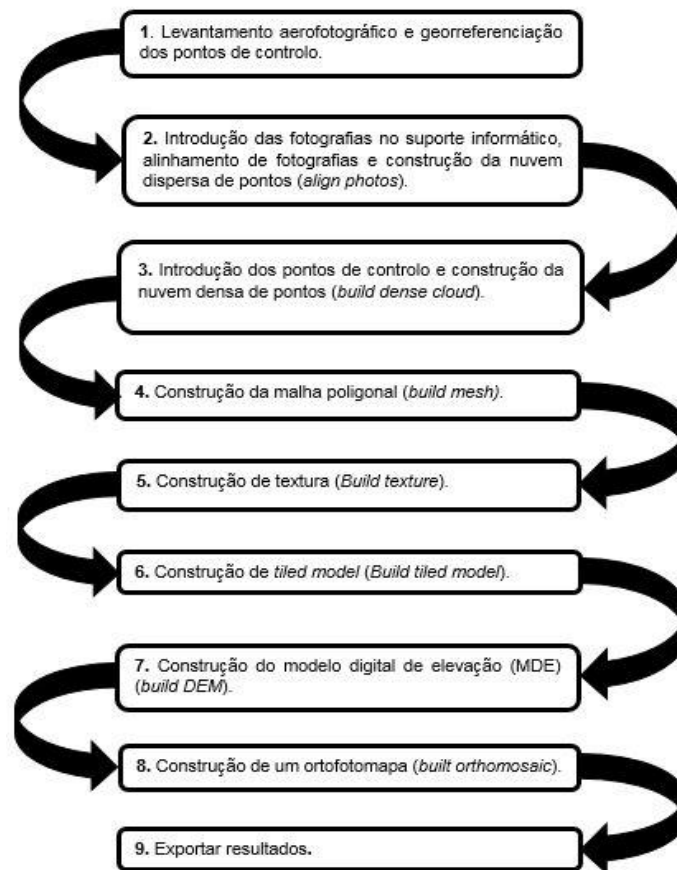 1. Levantamento aerofotográfico e georreferenciação
dos pontos de controlo.
2. Introdução das fotografias no suporte informático,
alinhamento de fotografias e construção da nuvem
dispersa de pontos (align photos).
3. Introdução dos pontos de controlo e construção da
nuvem densa de pontos (build dense cloud).
4. Construção da malha poligonal (build mesh).
5. Construção de textura (Build texture).
6. Construção de tiled model (Build tiled model).
7. Construção do modelo digital de elevação (MDE)
(build DEM).
8. Construção de um ortofotomapa (built orthomosaic).
9. Exportar resultados.